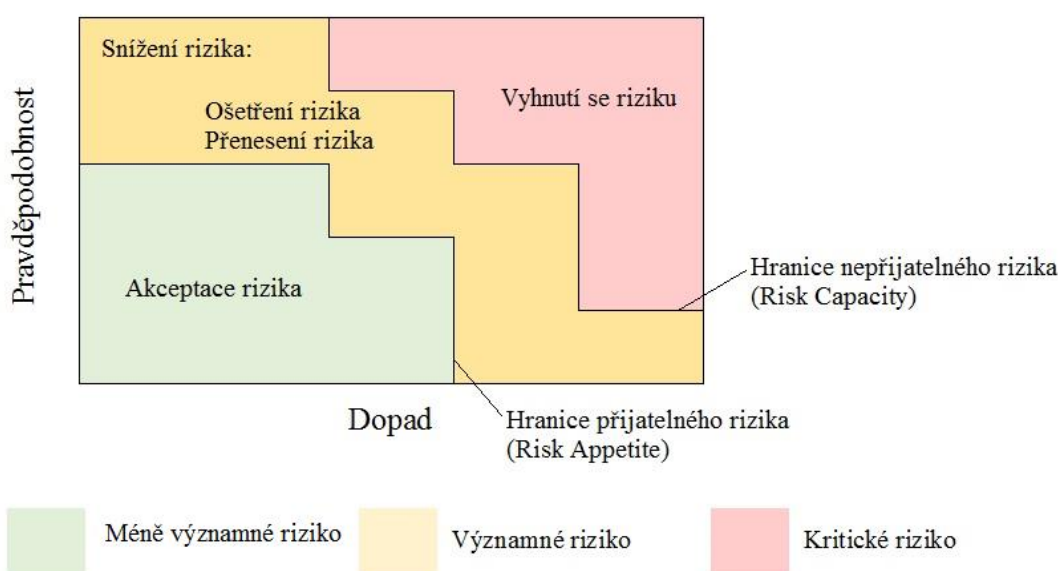 Snížení rizika:
Ošetření rizika
Přenesení rizika
Vyhnutí se riziku
Pravděpodobnost
Akceptace rizika
Hranice nepřijatelného rizika
(Risk Capacity)
Dopad
Hranice přijatelného rizika
(Risk Appetite)
Méně významné riziko
Významné riziko
Kritické riziko